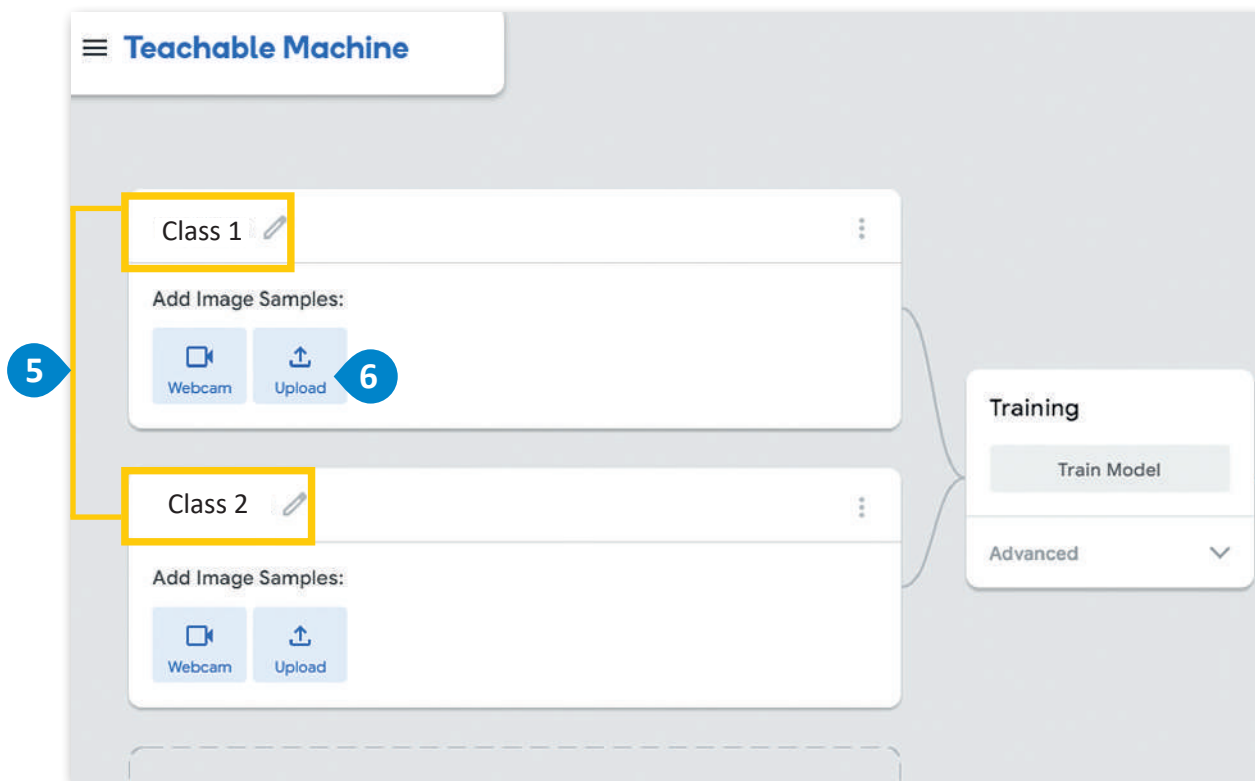 Teachable Machine
Class 1
Add Image Samples:
Webcam Upload
5
6
Training
Train Model
Class 2
Advanced
Add Image Samples:
Webcam Upload